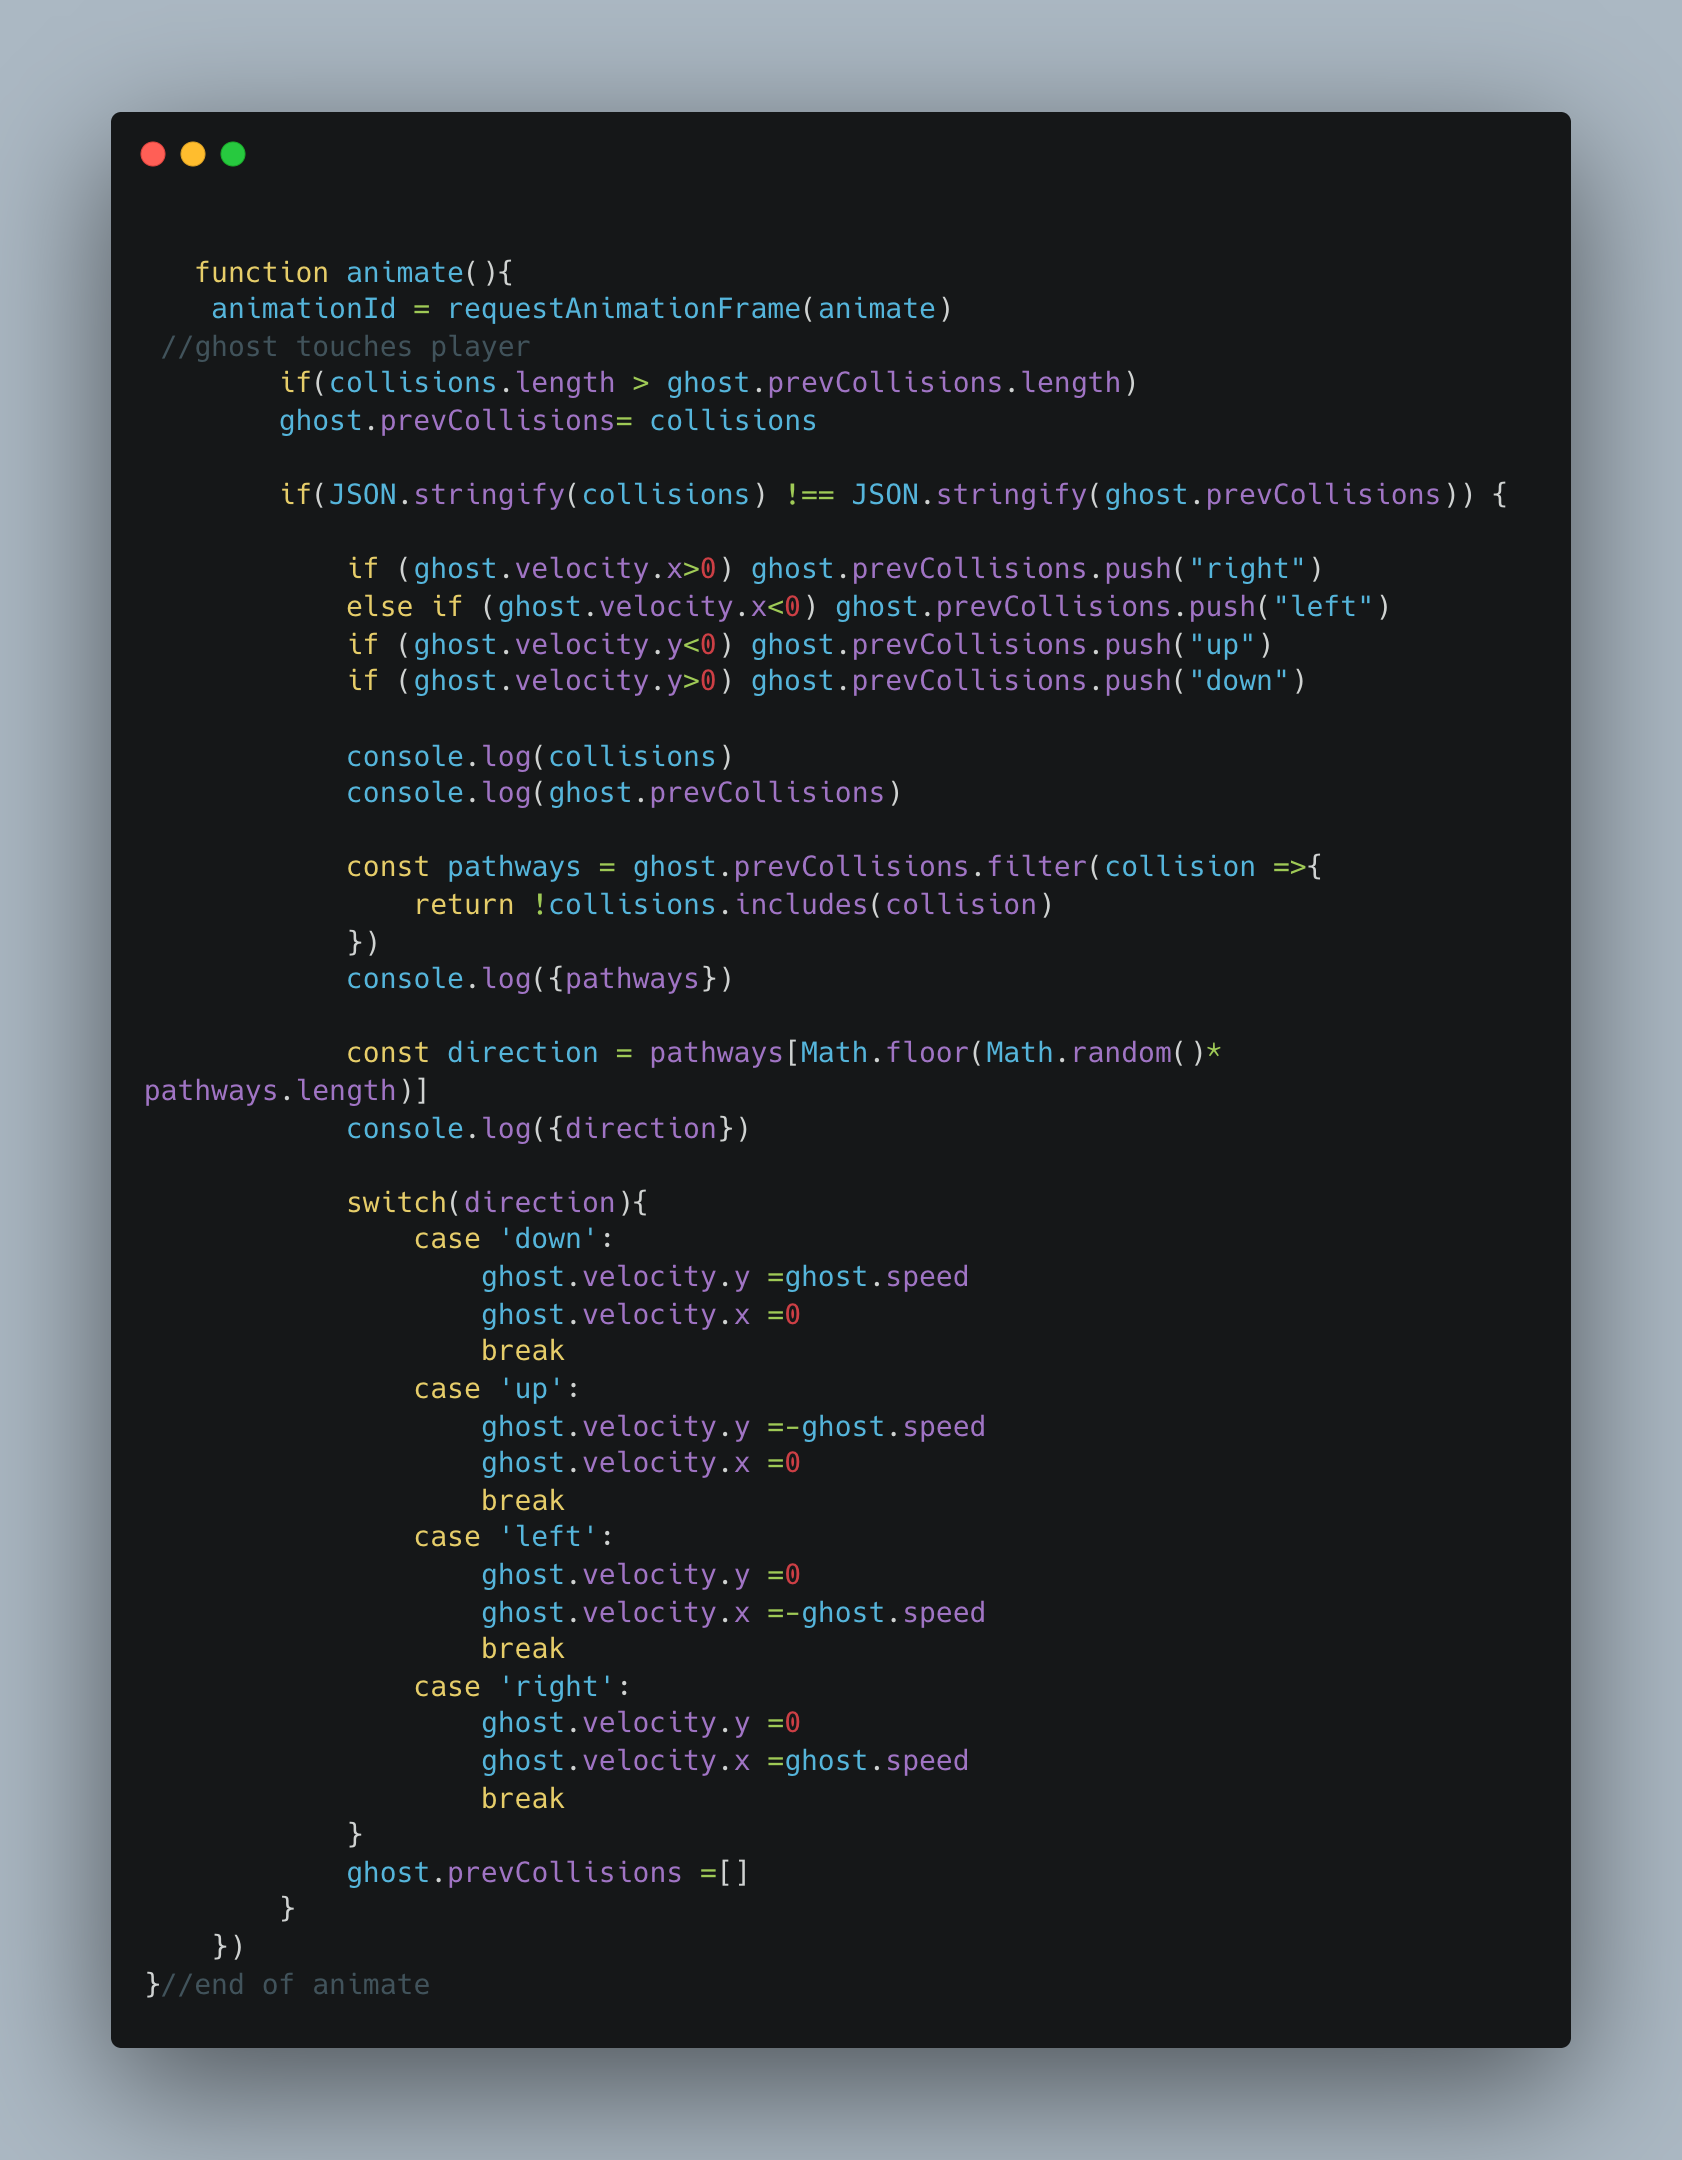 function animate(){
animationId = requestAnimationFrame(animate)
//ghost touches player
if(collisions.length > ghost.prevCollisions.length)
ghost.prevCollisions= collisions
if(JSON.stringify(collisions) !== JSON.stringify(ghost.prevCollisions)) {
if (ghost.velocity.x>0) ghost.prevCollisions.push("right")
else if (ghost.velocity.x<0) ghost.prevCollisions.push("left")
if (ghost.velocity.y<0) ghost.prevCollisions.push("up")
if (ghost.velocity.y>0) ghost.prevCollisions.push("down")
console.log(collisions)
console.log(ghost.prevCollisions)
const pathways = ghost.prevCollisions.filter(collision =>{
return !collisions.includes(collision)
})
console.log({pathways})
const direction = pathways[Math.floor(Math.random()*
pathways.length)]
console.log({direction})
switch(direction){
case 'down':
ghost.velocity.y =ghost.speed
ghost.velocity.x =0
break
case 'up':
ghost.velocity.y =-ghost.speed
ghost.velocity.x =0
break
case 'left':
ghost.velocity.y =0
ghost.velocity.x =-ghost.speed
break
case 'right':
ghost.velocity.y =0
ghost.velocity.x =ghost.speed
break
}
ghost.prevCollisions =[]
}
})
}//end of animate